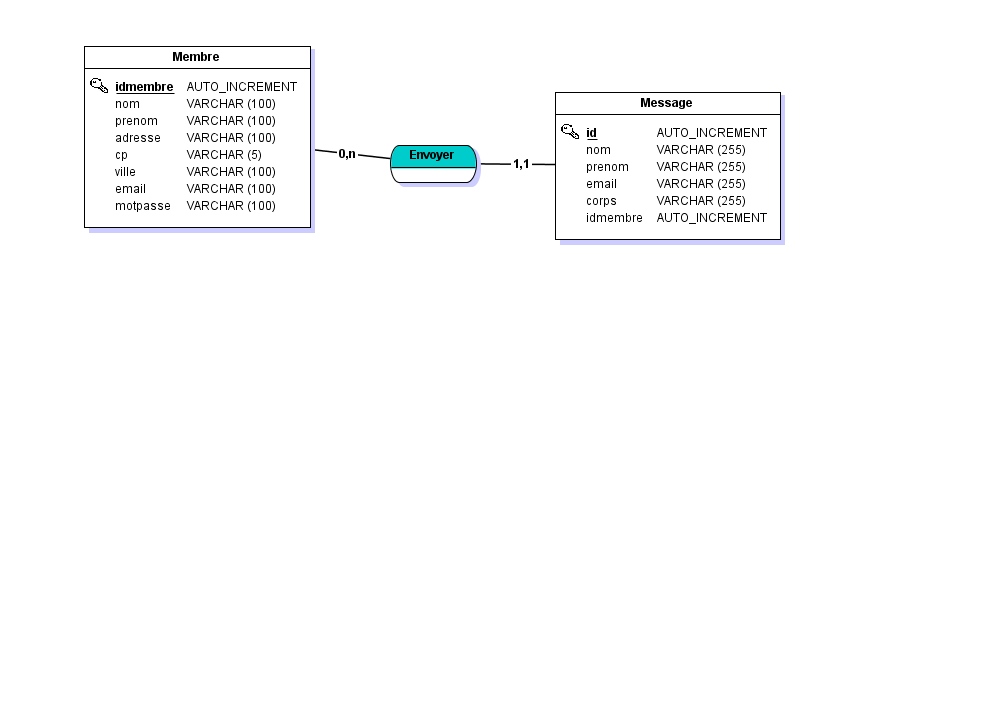 Membre
idmembre AUTO_INCREMENT
nom VARCHAR (100)
prenom VARCHAR (100)
adresse VARCHAR (100)
cp VARCHAR (5)
ville VARCHAR (100)
email VARCHAR (100)
motpasse VARCHAR (100)
0,n
Envoyer
1,1
Message
id AUTO_INCREMENT
nom VARCHAR (255)
prenom VARCHAR (255)
email VARCHAR (255)
corps VARCHAR (255)
idmembre AUTO_INCREMENT